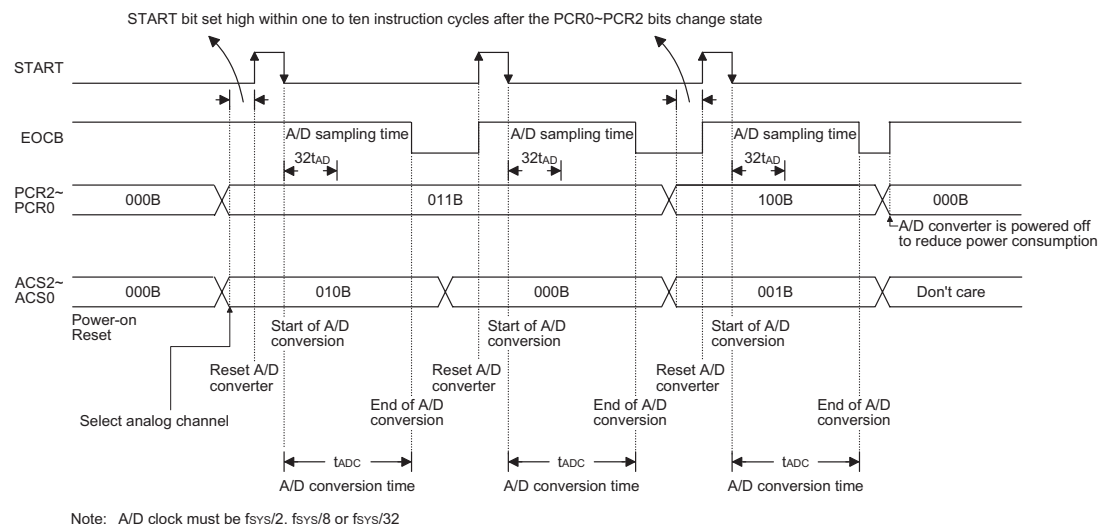 START bit set high within one to ten instruction cycles after the PCR0~PCR2 bits change state
START
EOCB
A/D sampling time
A/D sampling time
A/D sampling time
32tAD
32tAD
32tAD
PCR2~
PCR0
000B
011B
100B
000B
A/D converter is powered off
to reduce power consumption
ACS2~
ACS0
000B
010B
000B
001B
Don't care
Power-on
Reset
Start of A/D
conversion
Start of A/D
conversion
Start of A/D
conversion
Reset A/D
converter
Reset A/D
converter
Reset A/D
converter
Select analog channel
End of A/D
conversion
End of A/D
conversion
End of A/D
conversion
tADC
tADC
tADC
A/D conversion time
A/D conversion time
A/D conversion time
Note: A/D clock must be fSYS/2, fSYS/8 or fSYS/32